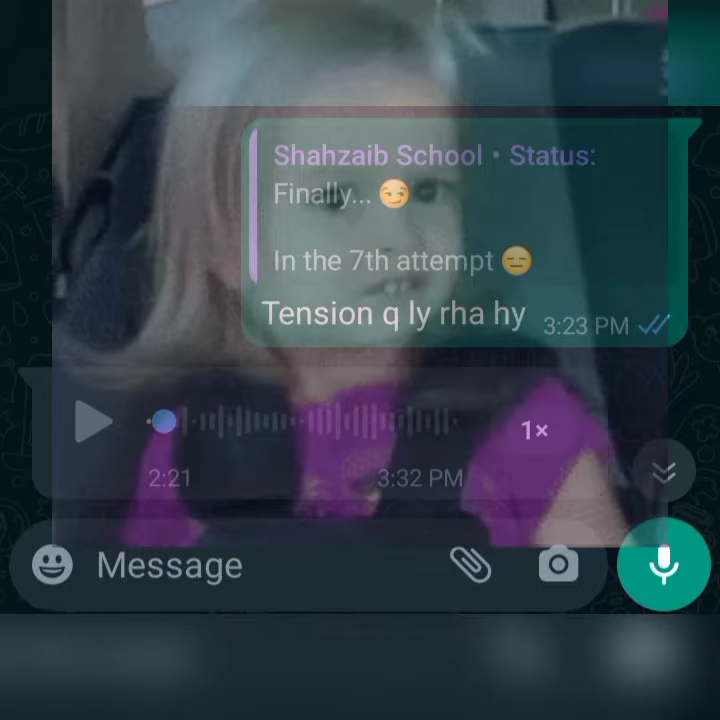 Shahzaib School • Status:
Finally... 😏
In the 7th attempt 😑
Tension q ly rha hy
3:23 PM
1×
2:21 3:32 PM
Message